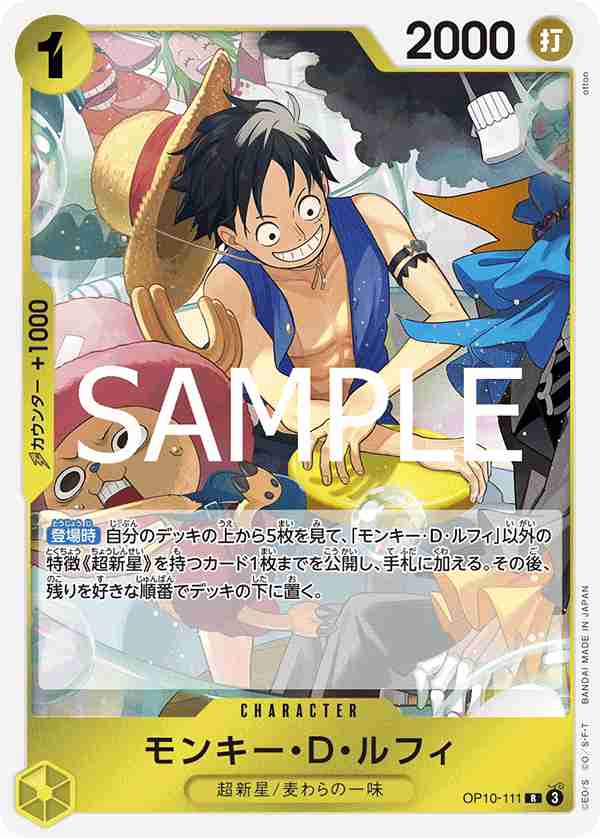 1
2000
打
otton
カウンター +1000
SAMPLE
登場時 自分のデッキの上から5枚を見て、「モンキー・D・ルフィ」以外の
特徴《超新星》を持つカード1枚までを公開し、手札に加える。その後、
残りを好きな順番でデッキの下に置く。
CHARACTER
モンキー・D・ルフィ
超新星/麦わらの一味
OP10-111 R 3
©E.O/S ©O/S・F・T BANDAI MADE IN JAPAN